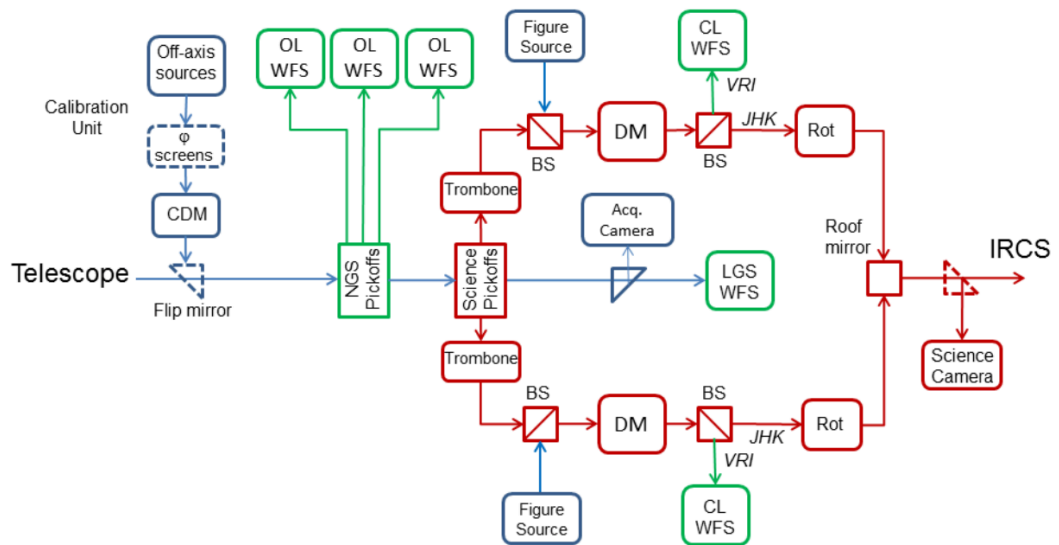 Off-axis
sources
Calibration
Unit
φ
screens
CDM
Telescope
Flip mirror
OL
WFS
OL
WFS
OL
WFS
NGS
Pickoffs
Science
Pickoffs
Trombone
Figure
Source
BS
DM
CL
WFS
VRI
BS
JHK
Rot
Acq.
Camera
LGS
WFS
Roof
mirror
IRCS
Science
Camera
Trombone
BS
Figure
Source
DM
BS
JHK
VRI
CL
WFS
Rot